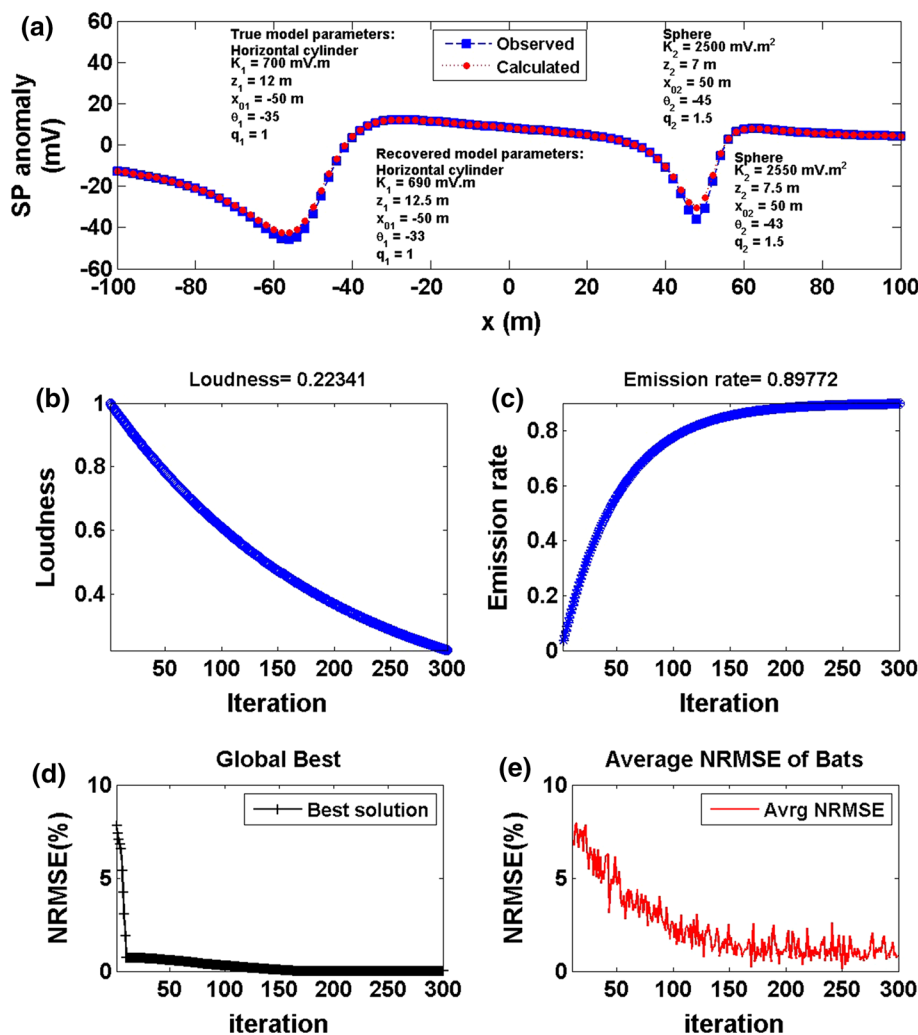 (a)
60
40
20
0
-20
-40
-60
SP anomaly
(mV)
True model parameters:
Horizontal cylinder
K1 = 700 mV.m
z1 = 12 m
x01 = -50 m
θ1 = -35
q1 = 1
Observed
Calculated
Sphere
K2 = 2500 mV.m²
z2 = 7 m
x02 = 50 m
θ2 = -45
q2 = 1.5
Recovered model parameters:
Horizontal cylinder
K1 = 690 mV.m
z1 = 12.5 m
x01 = -50 m
θ1 = -33
q1 = 1
Sphere
K2 = 2550 mV.m²
z2 = 7.5 m
x02 = 50 m
θ2 = -43
q2 = 1.5
-100 -80 -60 -40 -20 0 20 40 60 80 100
x (m)
(b)
Loudness= 0.22341
1
0.8
0.6
0.4
Loudness
50 100 150 200 250 300
Iteration
(c)
Emission rate= 0.89772
0.8
0.6
0.4
0.2
0
Emission rate
50 100 150 200 250 300
Iteration
(d)
Global Best
10
5
0
NRMSE(%)
Best solution
50 100 150 200 250 300
iteration
(e)
Average NRMSE of Bats
10
5
0
NRMSE(%)
Avrg NRMSE
50 100 150 200 250 300
iteration